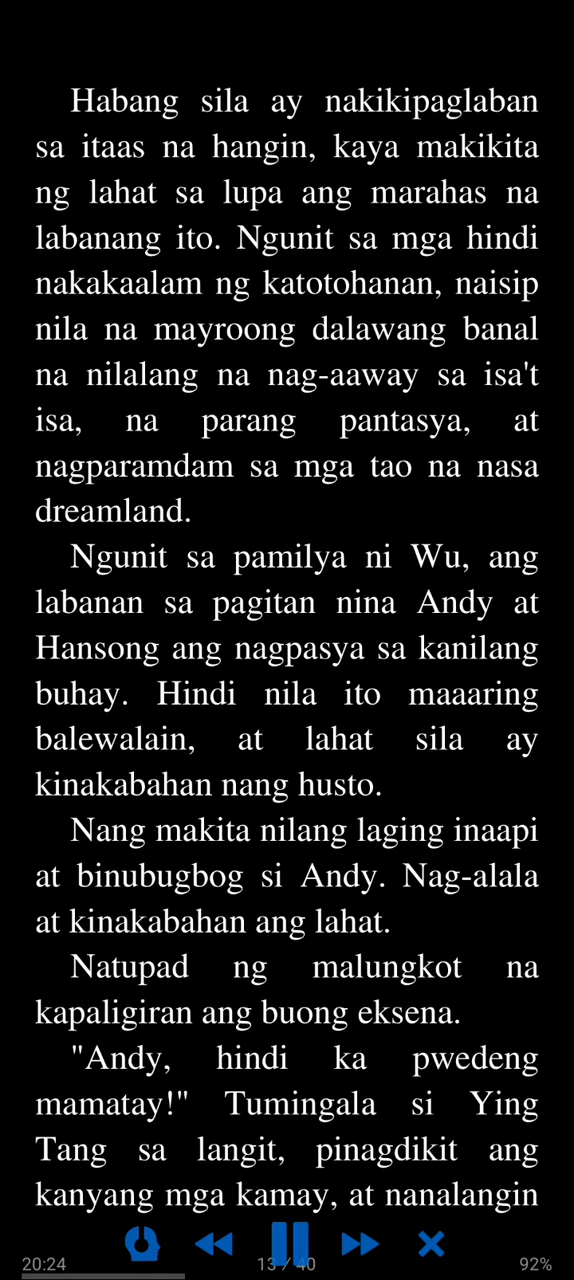 Habang sila ay nakikipaglaban
sa itaas na hangin, kaya makikita
ng lahat sa lupa ang marahas na
labanang ito. Ngunit sa mga hindi
nakakaalam ng katotohanan, naisip
nila na mayroong dalawang banal
na nilalang na nag-aaway sa isa't
isa, na parang pantasya, at
nagparamdam sa mga tao na nasa
dreamland.
Ngunit sa pamilya ni Wu, ang
labanan sa pagitan nina Andy at
Hansong ang nagpasya sa kanilang
buhay. Hindi nila ito maaaring
balewalain, at lahat sila ay
kinakabahan nang husto.
Nang makita nilang laging inaapi
at binubugbog si Andy. Nag-alala
at kinakabahan ang lahat.
Natupad ng malungkot na
kapaligiran ang buong eksena.
"Andy, hindi ka pwedeng
mamatay!" Tumingala si Ying
Tang sa langit, pinagdikit ang
kanyang mga kamay, at nanalangin
20:24 13 / 40 92%